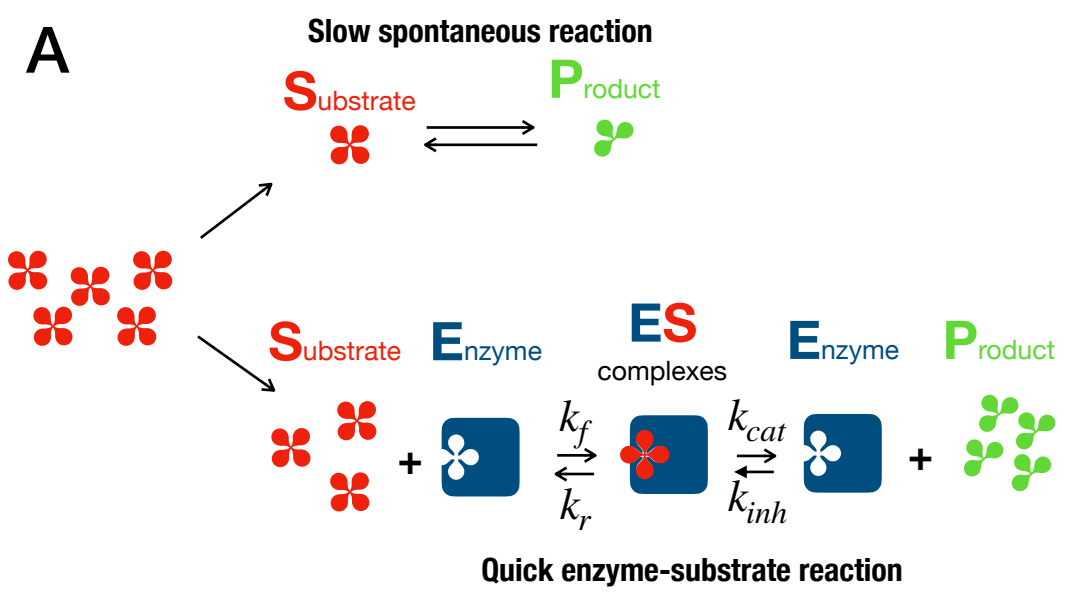 A
Slow spontaneous reaction
Substrate
Product
Substrate
Enzyme
ES
complexes
Enzyme
Product
k_f
k_r
k_cat
k_inh
+
+
Quick enzyme-substrate reaction